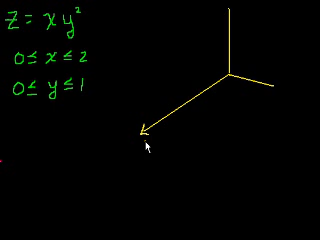 z = xy²
0 ≤ x ≤ 2
0 ≤ y ≤ 1